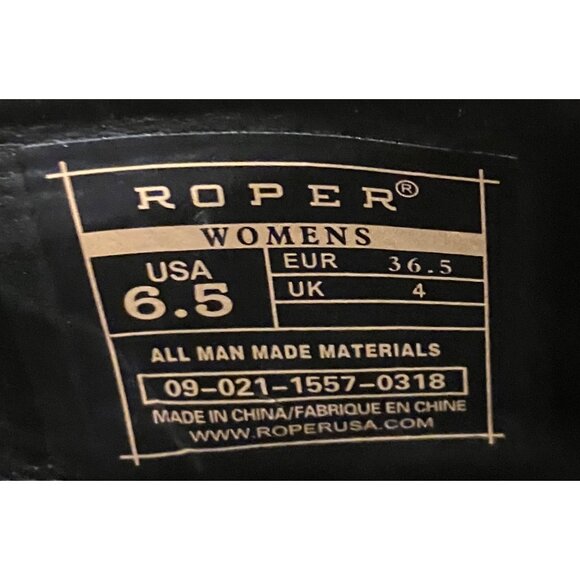 ROPER®
WOMENS
USA
6.5
EUR 36.5
UK 4
ALL MAN MADE MATERIALS
09-021-1557-0318
MADE IN CHINA/FABRIQUE EN CHINE
WWW.ROPERUSA.COM